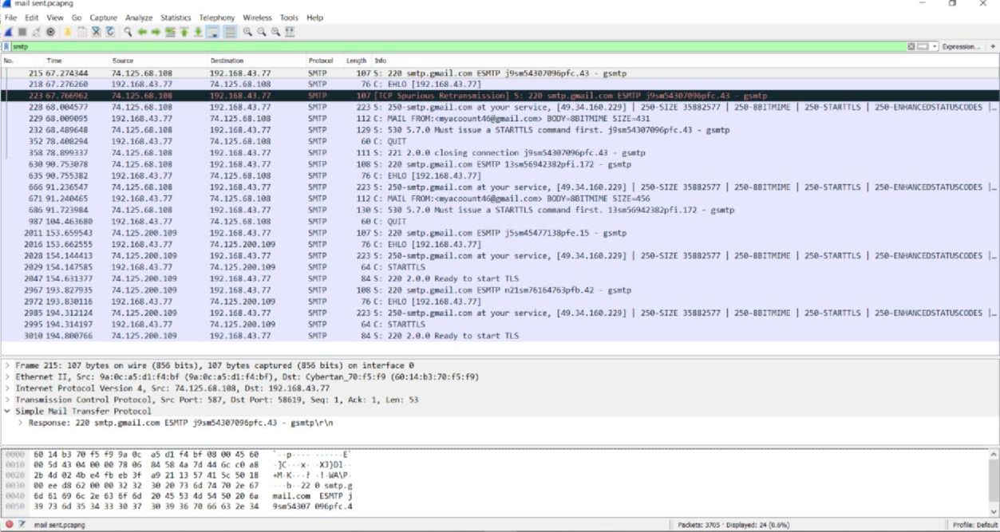 mail sent.pcapng
File Edit View Go Capture Analyze Statistics Telephony Wireless Tools Help
smtp Expression... +
No. Time Source Destination Protocol Length Info
215 67.274344 74.125.68.108 192.168.43.77 SMTP 107 S: 220 smtp.gmail.com ESMTP j9sm54307096pfc.43 - gsmtp
218 67.276260 192.168.43.77 74.125.68.108 SMTP 76 C: EHLO [192.168.43.77]
223 67.766962 74.125.68.108 192.168.43.77 SMTP 107 [TCP Spurious Retransmission] S: 220 smtp.gmail.com ESMTP j9sm54307096pfc.43 - gsmtp
228 68.004577 74.125.68.108 192.168.43.77 SMTP 223 S: 250-smtp.gmail.com at your service, [49.34.160.229] | 250-SIZE 35882577 | 250-8BITMIME | 250-STARTTLS | 250-ENHANCEDSTATUSCODES |...
229 68.009095 192.168.43.77 74.125.68.108 SMTP 112 C: MAIL FROM:<myacoount46@gmail.com> BODY=8BITMIME SIZE=431
232 68.489648 74.125.68.108 192.168.43.77 SMTP 129 S: 530 5.7.0 Must issue a STARTTLS command first. j9sm54307096pfc.43 - gsmtp
352 78.408294 192.168.43.77 74.125.68.108 SMTP 60 C: QUIT
358 78.899337 74.125.68.108 192.168.43.77 SMTP 111 S: 221 2.0.0 closing connection j9sm54307096pfc.43 - gsmtp
630 90.753078 74.125.68.108 192.168.43.77 SMTP 108 S: 220 smtp.gmail.com ESMTP 13sm56942382pfi.172 - gsmtp
635 90.755382 192.168.43.77 74.125.68.108 SMTP 76 C: EHLO [192.168.43.77]
666 91.236547 74.125.68.108 192.168.43.77 SMTP 223 S: 250-smtp.gmail.com at your service, [49.34.160.229] | 250-SIZE 35882577 | 250-8BITMIME | 250-STARTTLS | 250-ENHANCEDSTATUSCODES |...
671 91.240465 192.168.43.77 74.125.68.108 SMTP 112 C: MAIL FROM:<myacoount46@gmail.com> BODY=8BITMIME SIZE=456
686 91.723984 74.125.68.108 192.168.43.77 SMTP 130 S: 530 5.7.0 Must issue a STARTTLS command first. 13sm56942382pfi.172 - gsmtp
987 104.463680 192.168.43.77 74.125.68.108 SMTP 60 C: QUIT
2011 153.659543 74.125.200.109 192.168.43.77 SMTP 107 S: 220 smtp.gmail.com ESMTP j5sm45477138pfe.15 - gsmtp
2016 153.662555 192.168.43.77 74.125.200.109 SMTP 76 C: EHLO [192.168.43.77]
2028 154.144413 74.125.200.109 192.168.43.77 SMTP 223 S: 250-smtp.gmail.com at your service, [49.34.160.229] | 250-SIZE 35882577 | 250-8BITMIME | 250-STARTTLS | 250-ENHANCEDSTATUSCODES |...
2029 154.147585 192.168.43.77 74.125.200.109 SMTP 64 C: STARTTLS
2047 154.631377 74.125.200.109 192.168.43.77 SMTP 84 S: 220 2.0.0 Ready to start TLS
2967 193.827935 74.125.200.109 192.168.43.77 SMTP 108 S: 220 smtp.gmail.com ESMTP n21sm76164763pfb.42 - gsmtp
2972 193.830116 192.168.43.77 74.125.200.109 SMTP 76 C: EHLO [192.168.43.77]
2985 194.312124 74.125.200.109 192.168.43.77 SMTP 223 S: 250-smtp.gmail.com at your service, [49.34.160.229] | 250-SIZE 35882577 | 250-8BITMIME | 250-STARTTLS | 250-ENHANCEDSTATUSCODES |...
2995 194.314197 192.168.43.77 74.125.200.109 SMTP 64 C: STARTTLS
3010 194.800766 74.125.200.109 192.168.43.77 SMTP 84 S: 220 2.0.0 Ready to start TLS
Frame 215: 107 bytes on wire (856 bits), 107 bytes captured (856 bits) on interface 0
Ethernet II, Src: 9a:0c:a5:d1:f4:bf (9a:0c:a5:d1:f4:bf), Dst: Cybertan_70:f5:f9 (60:14:b3:70:f5:f9)
Internet Protocol Version 4, Src: 74.125.68.108, Dst: 192.168.43.77
Transmission Control Protocol, Src Port: 587, Dst Port: 58619, Seq: 1, Ack: 1, Len: 53
Simple Mail Transfer Protocol
Response: 220 smtp.gmail.com ESMTP j9sm54307096pfc.43 - gsmtp\r\n
0000 60 14 b3 70 f5 f9 9a 0c a5 d1 f4 bf 08 00 45 60 `··p···· ······E`
0010 00 5d 43 04 00 00 78 06 84 58 4a 7d 44 6c c0 a8 ·]C···x· ·XJ}Dl··
0020 2b 4d 02 4b e4 fb eb 3f a9 21 13 57 41 5c 50 18 +M·K···? ·!·WA\P·
0030 00 ee d8 62 00 00 32 32 30 20 73 6d 74 70 2e 67 ···b··22 0 smtp.g
0040 6d 61 69 6c 2e 63 6f 6d 20 45 53 4d 54 50 20 6a mail.com ESMTP j
0050 39 73 6d 35 34 33 30 37 30 39 36 70 66 63 2e 34 9sm54307 096pfc.4
mail sent.pcapng Packets: 3705 · Displayed: 24 (0.6%) Profile: Default